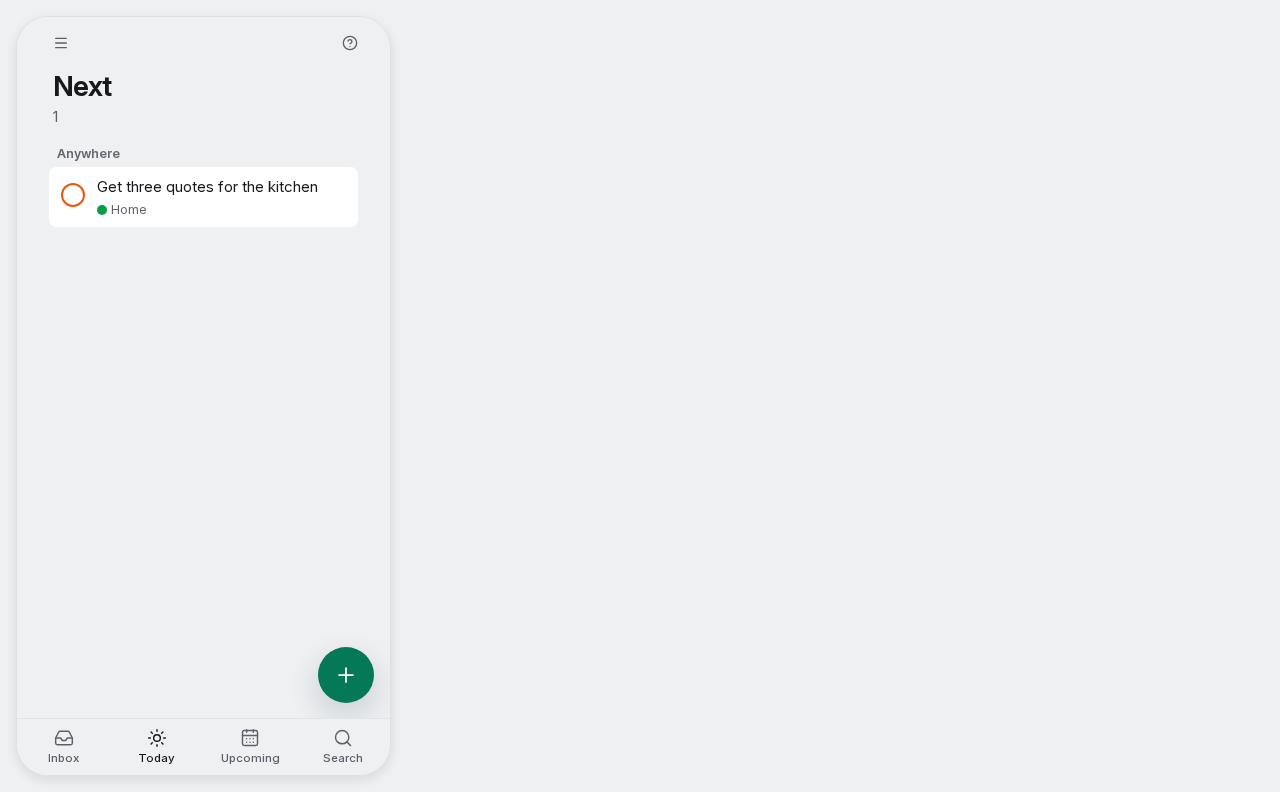 Next
1
Anywhere
Get three quotes for the kitchen
Home
Inbox
Today
Upcoming
Search